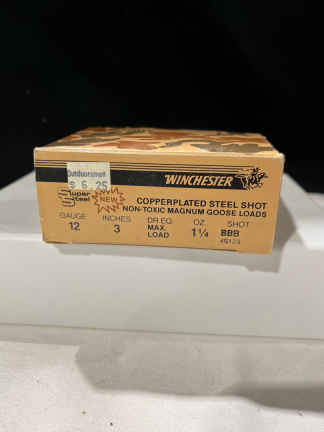 Outdoorsmart
$ 6.25
WINCHESTER
Super
Steel
NEW
COPPERPLATED STEEL SHOT
NON-TOXIC MAGNUM GOOSE LOADS
GAUGE INCHES DR.EQ. OZ SHOT
12 3 MAX. LOAD 1¼ BBB